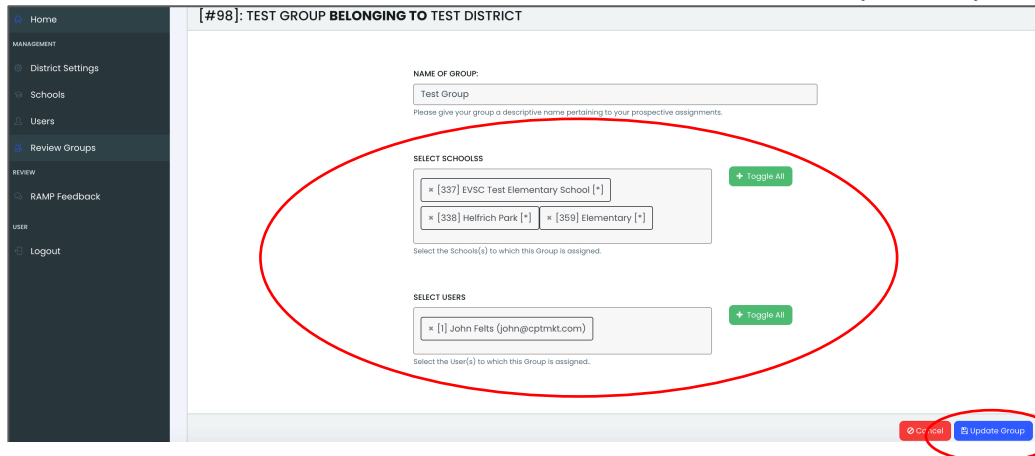 Home
MANAGEMENT
District Settings
Schools
Users
Review Groups
REVIEW
RAMP Feedback
USER
Logout
[#98]: TEST GROUP BELONGING TO TEST DISTRICT
NAME OF GROUP:
Test Group
Please give your group a descriptive name pertaining to your prospective assignments.
SELECT SCHOOLSS
× [337] EVSC Test Elementary School [*]
× [338] Helfrich Park [*] × [359] Elementary [*]
+ Toggle All
Select the Schools(s) to which this Group is assigned.
SELECT USERS
× [1] John Felts (john@cptmkt.com)
+ Toggle All
Select the User(s) to which this Group is assigned..
Cancel Update Group